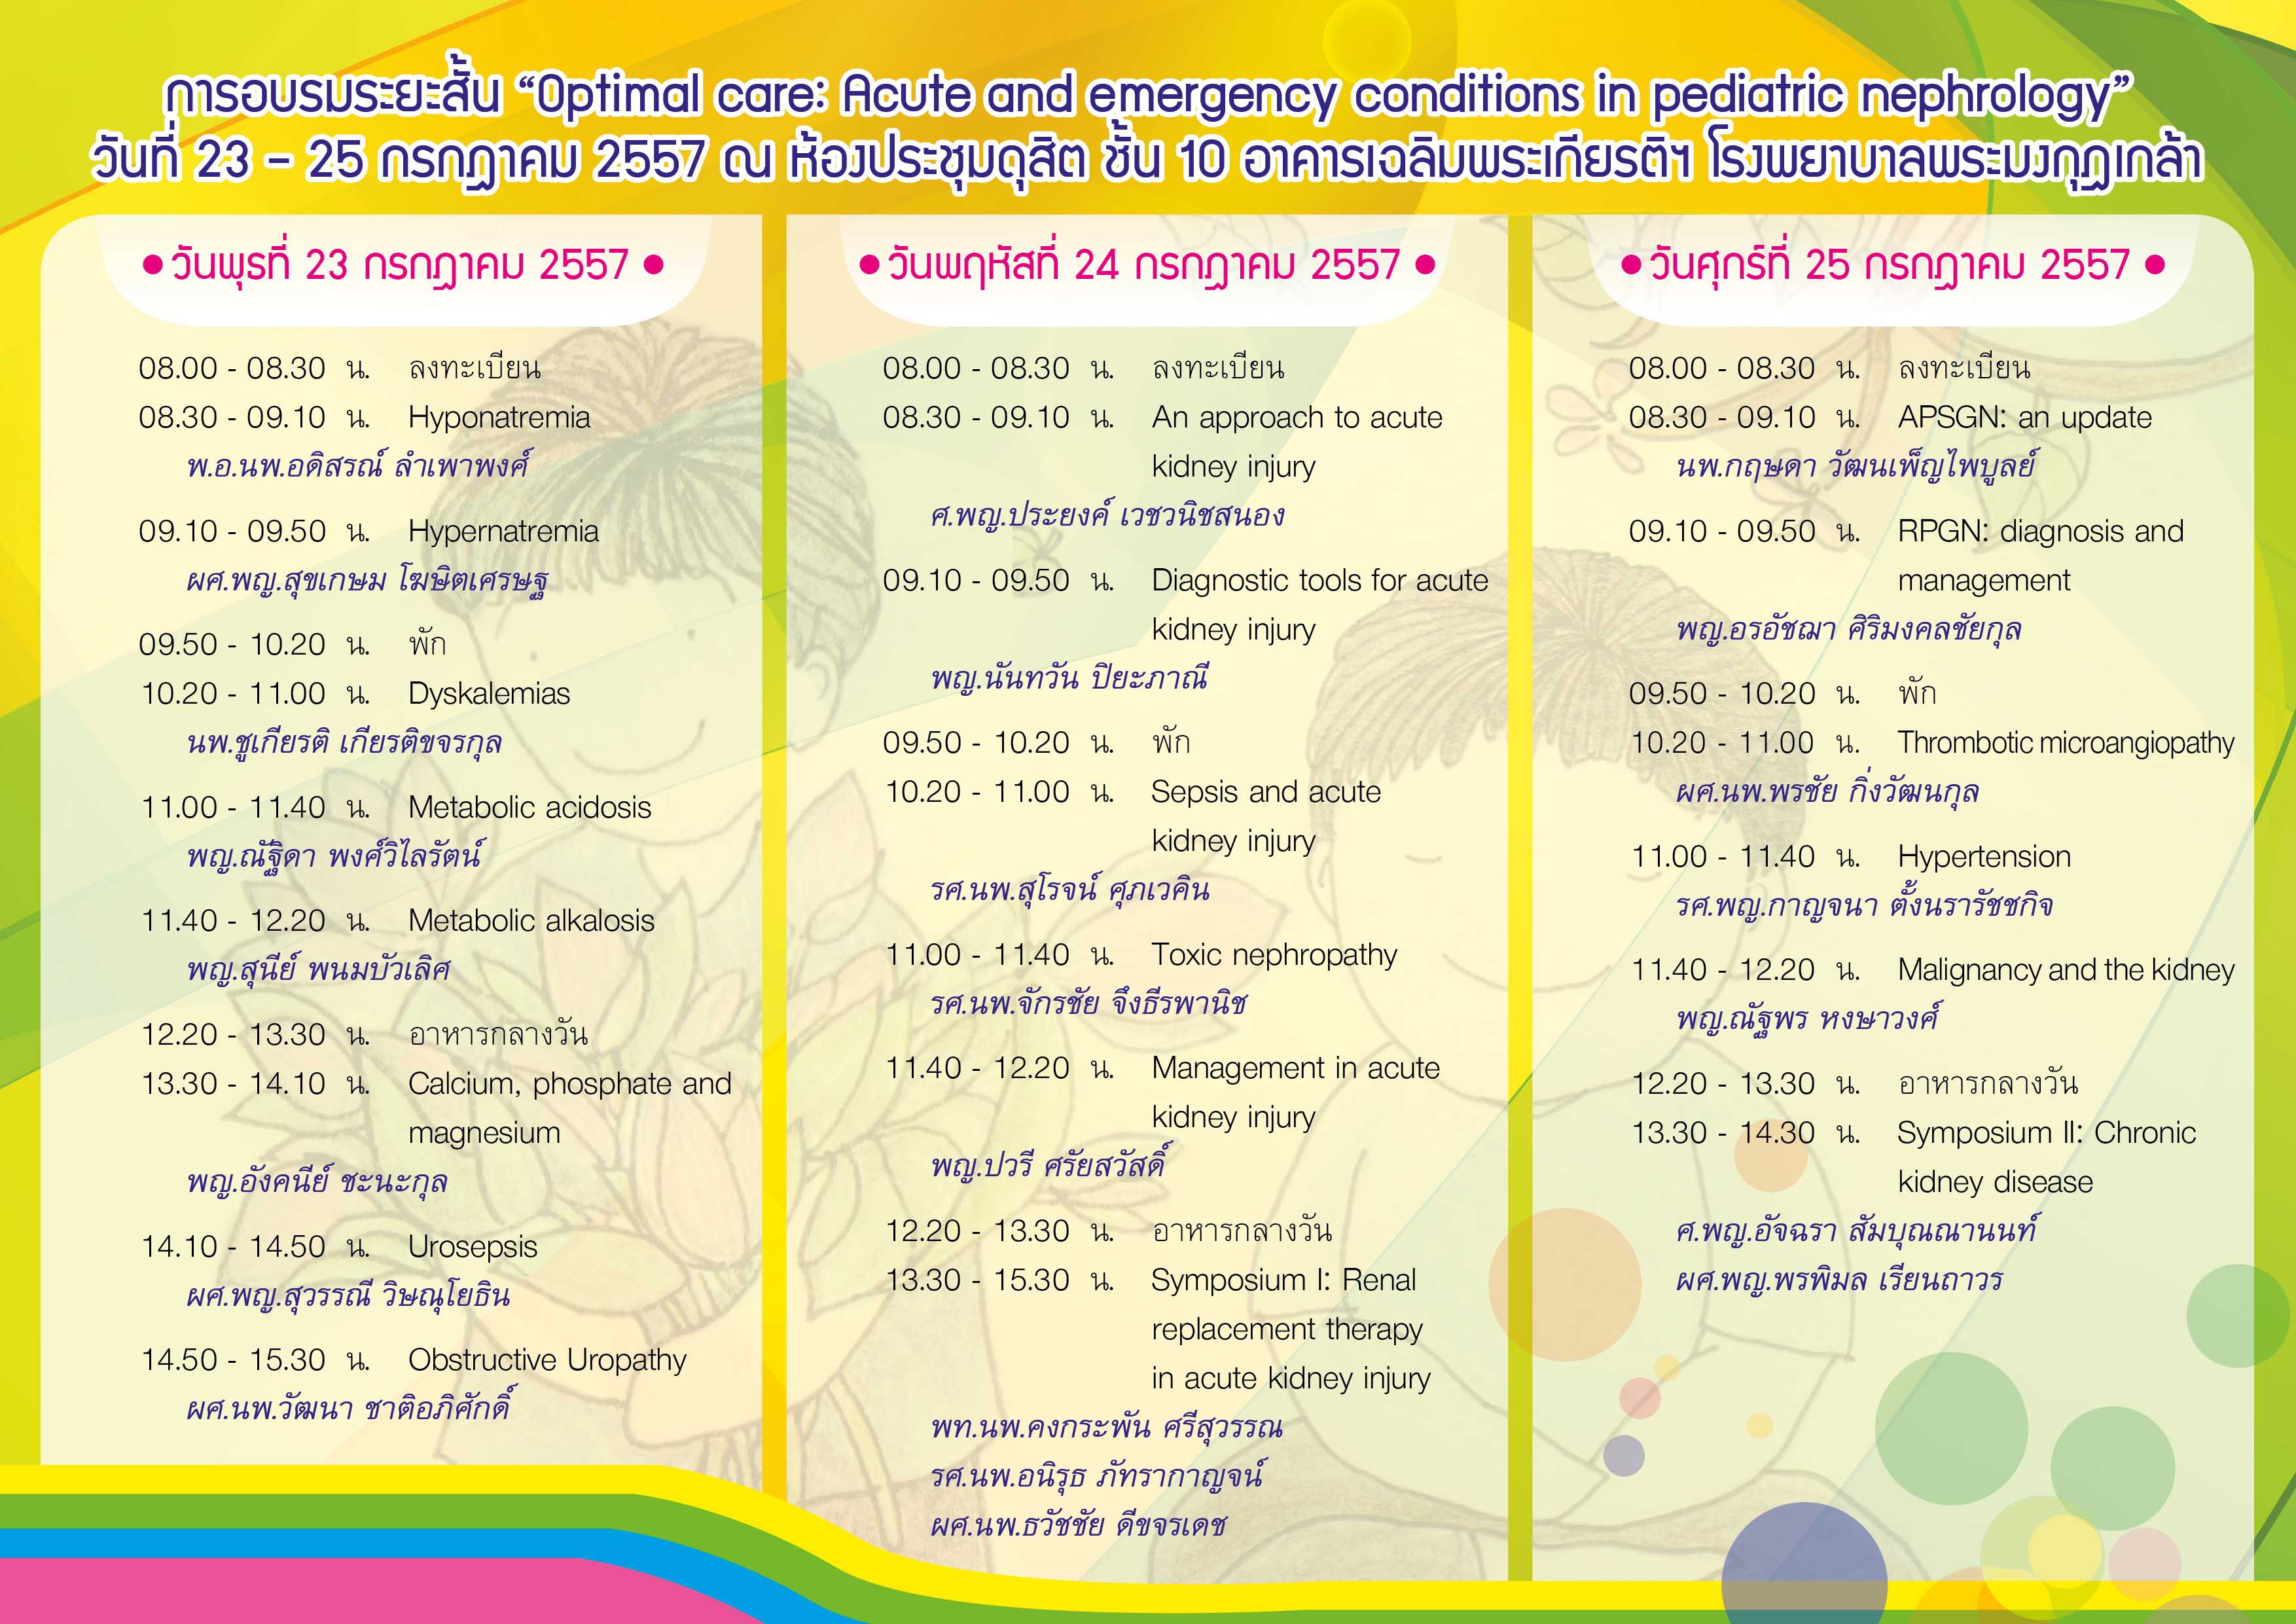 การอบรมระยะสั้น “Optimal care: Acute and emergency conditions in pediatric nephrology”
วันที่ 23 – 25 กรกฎาคม 2557 ณ ห้องประชุมดุสิต ชั้น 10 อาคารเฉลิมพระเกียรติฯ โรงพยาบาลพระมงกุฎเกล้า
• วันพุธที่ 23 กรกฎาคม 2557 •
08.00 - 08.30 น. ลงทะเบียน
08.30 - 09.10 น. Hyponatremia
พ.อ.นพ.อดิสรณ์ ลำเพาพงศ์
09.10 - 09.50 น. Hypernatremia
ผศ.พญ.สุขเกษม โฆษิตเศรษฐ
09.50 - 10.20 น. พัก
10.20 - 11.00 น. Dyskalemias
นพ.ชูเกียรติ เกียรติขจรกุล
11.00 - 11.40 น. Metabolic acidosis
พญ.ณัฐิดา พงศ์วิไลรัตน์
11.40 - 12.20 น. Metabolic alkalosis
พญ.สุนีย์ พนมบัวเลิศ
12.20 - 13.30 น. อาหารกลางวัน
13.30 - 14.10 น. Calcium, phosphate and
magnesium
พญ.อังคนีย์ ชะนะกุล
14.10 - 14.50 น. Urosepsis
ผศ.พญ.สุวรรณี วิษณุโยธิน
14.50 - 15.30 น. Obstructive Uropathy
ผศ.นพ.วัฒนา ชาติอภิศักดิ์
• วันพฤหัสที่ 24 กรกฎาคม 2557 •
08.00 - 08.30 น. ลงทะเบียน
08.30 - 09.10 น. An approach to acute
kidney injury
ศ.พญ.ประยงค์ เวชวนิชสนอง
09.10 - 09.50 น. Diagnostic tools for acute
kidney injury
พญ.นันทวัน ปิยะภาณี
09.50 - 10.20 น. พัก
10.20 - 11.00 น. Sepsis and acute
kidney injury
รศ.นพ.สุโรจน์ ศุภเวคิน
11.00 - 11.40 น. Toxic nephropathy
รศ.นพ.จักรชัย จึงธีรพานิช
11.40 - 12.20 น. Management in acute
kidney injury
พญ.ปวรี ศรัยสวัสดิ์
12.20 - 13.30 น. อาหารกลางวัน
13.30 - 15.30 น. Symposium I: Renal
replacement therapy
in acute kidney injury
พท.นพ.คงกระพัน ศรีสุวรรณ
รศ.นพ.อนิรุธ ภัทรากาญจน์
ผศ.นพ.ธวัชชัย ดีขจรเดช
• วันศุกร์ที่ 25 กรกฎาคม 2557 •
08.00 - 08.30 น. ลงทะเบียน
08.30 - 09.10 น. APSGN: an update
นพ.กฤษดา วัฒนเพ็ญไพบูลย์
09.10 - 09.50 น. RPGN: diagnosis and
management
พญ.อรอัชฌา ศิริมงคลชัยกุล
09.50 - 10.20 น. พัก
10.20 - 11.00 น. Thrombotic microangiopathy
ผศ.นพ.พรชัย กิ่งวัฒนกุล
11.00 - 11.40 น. Hypertension
รศ.พญ.กาญจนา ตั้งนรารัชชกิจ
11.40 - 12.20 น. Malignancy and the kidney
พญ.ณัฐพร หงษาวงศ์
12.20 - 13.30 น. อาหารกลางวัน
13.30 - 14.30 น. Symposium II: Chronic
kidney disease
ศ.พญ.อัจฉรา สัมบุณณานนท์
ผศ.พญ.พรพิมล เรียนถาวร